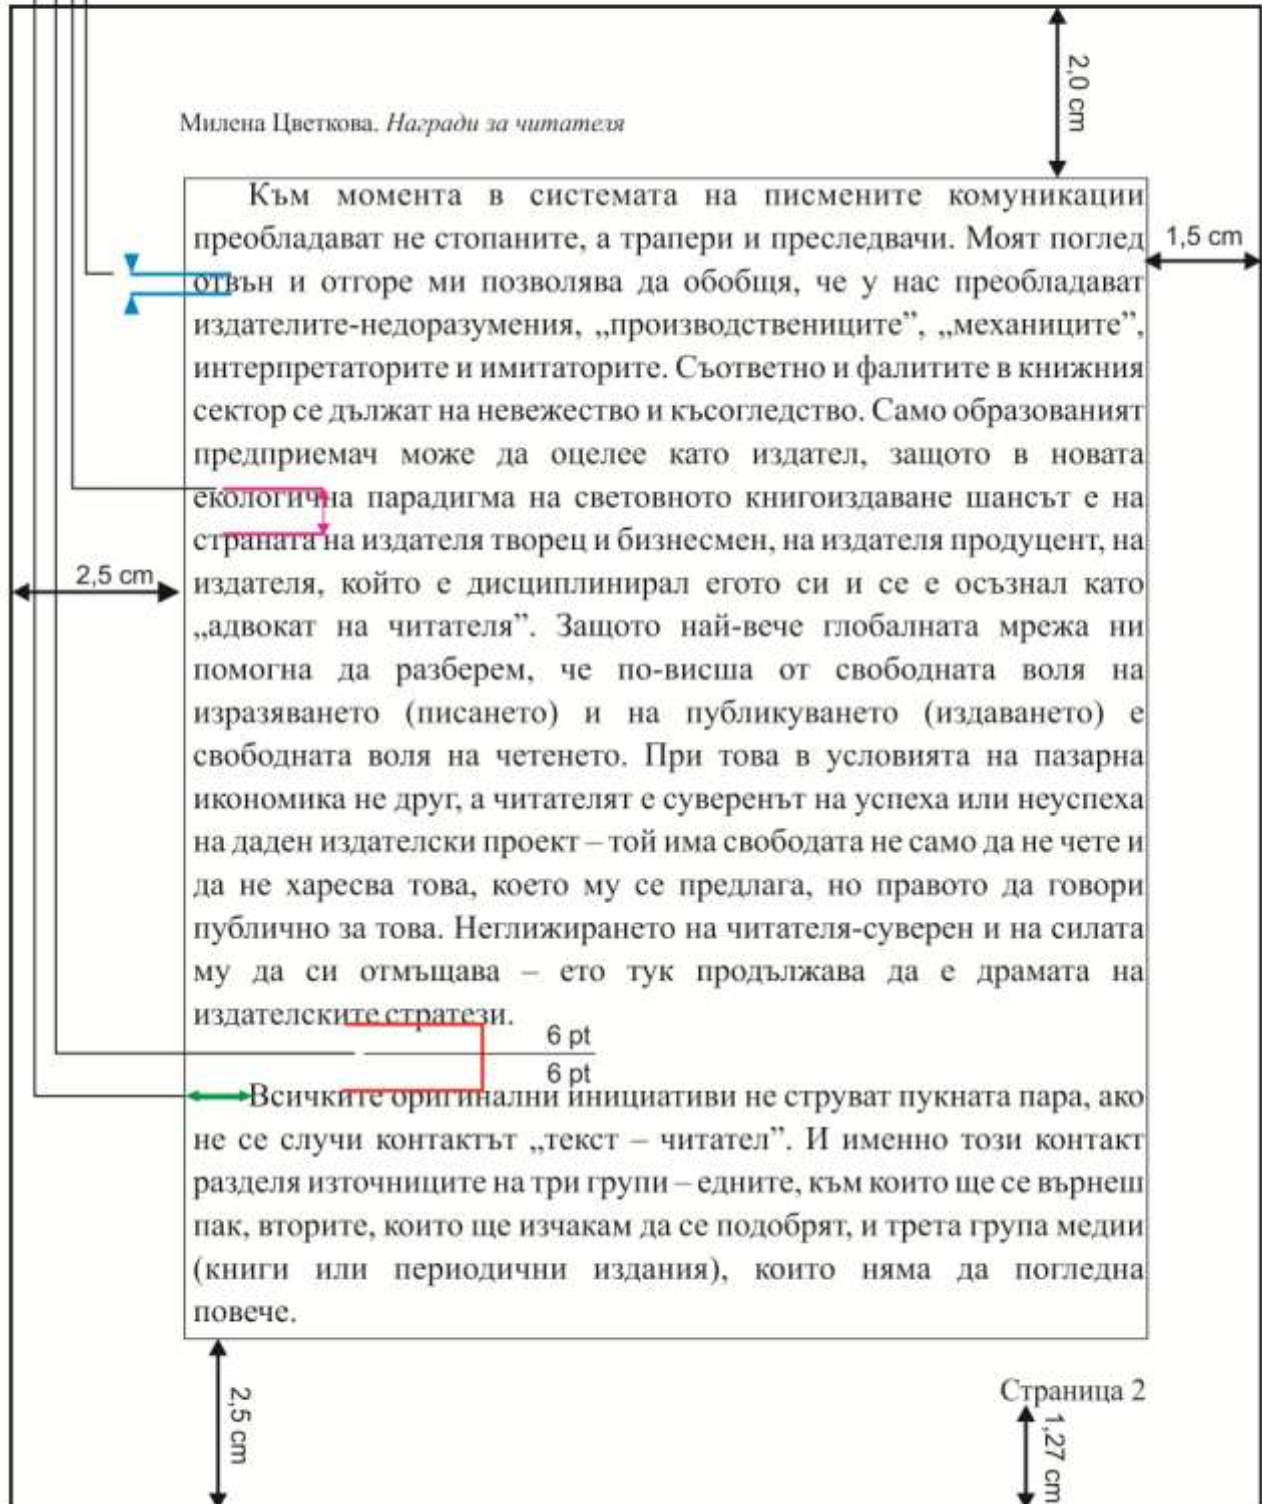 2,0 cm
Милена Цветкова. Награди за читателя
Към момента в системата на писмените комуникации
преобладават не стопаните, а трапери и преследвачи. Моят поглед
1,5 cm
отвън и отгоре ми позволява да обобщя, че у нас преобладават
издателите-недоразумения, „производствениците”, „механиците”,
интерпретаторите и имитаторите. Съответно и фалитите в книжния
сектор се дължат на невежество и късогледство. Само образованият
предприемач може да оцелее като издател, защото в новата
екологична парадигма на световното книгоиздаване шансът е на
страната на издателя творец и бизнесмен, на издателя продуцент, на
2,5 cm
издателя, който е дисциплинирал егото си и се е осъзнал като
„адвокат на читателя”. Защото най-вече глобалната мрежа ни
помогна да разберем, че по-висша от свободната воля на
изразяването (писането) и на публикуването (издаването) е
свободната воля на четенето. При това в условията на пазарна
икономика не друг, а читателят е суверенът на успеха или неуспеха
на даден издателски проект – той има свободата не само да не чете и
да не харесва това, което му се предлага, но правото да говори
публично за това. Неглижирането на читателя-суверен и на силата
му да си отмъщава – ето тук продължава да е драмата на
издателските стратези.
6 pt
6 pt
Всичките оригинални инициативи не струват пукната пара, ако
не се случи контактът „текст – читател”. И именно този контакт
разделя източниците на три групи – едните, към които ще се върнеш
пак, вторите, които ще изчакам да се подобрят, и трета група медии
(книги или периодични издания), които няма да погледна
повече.
Страница 2
2,5 cm
1,27 cm